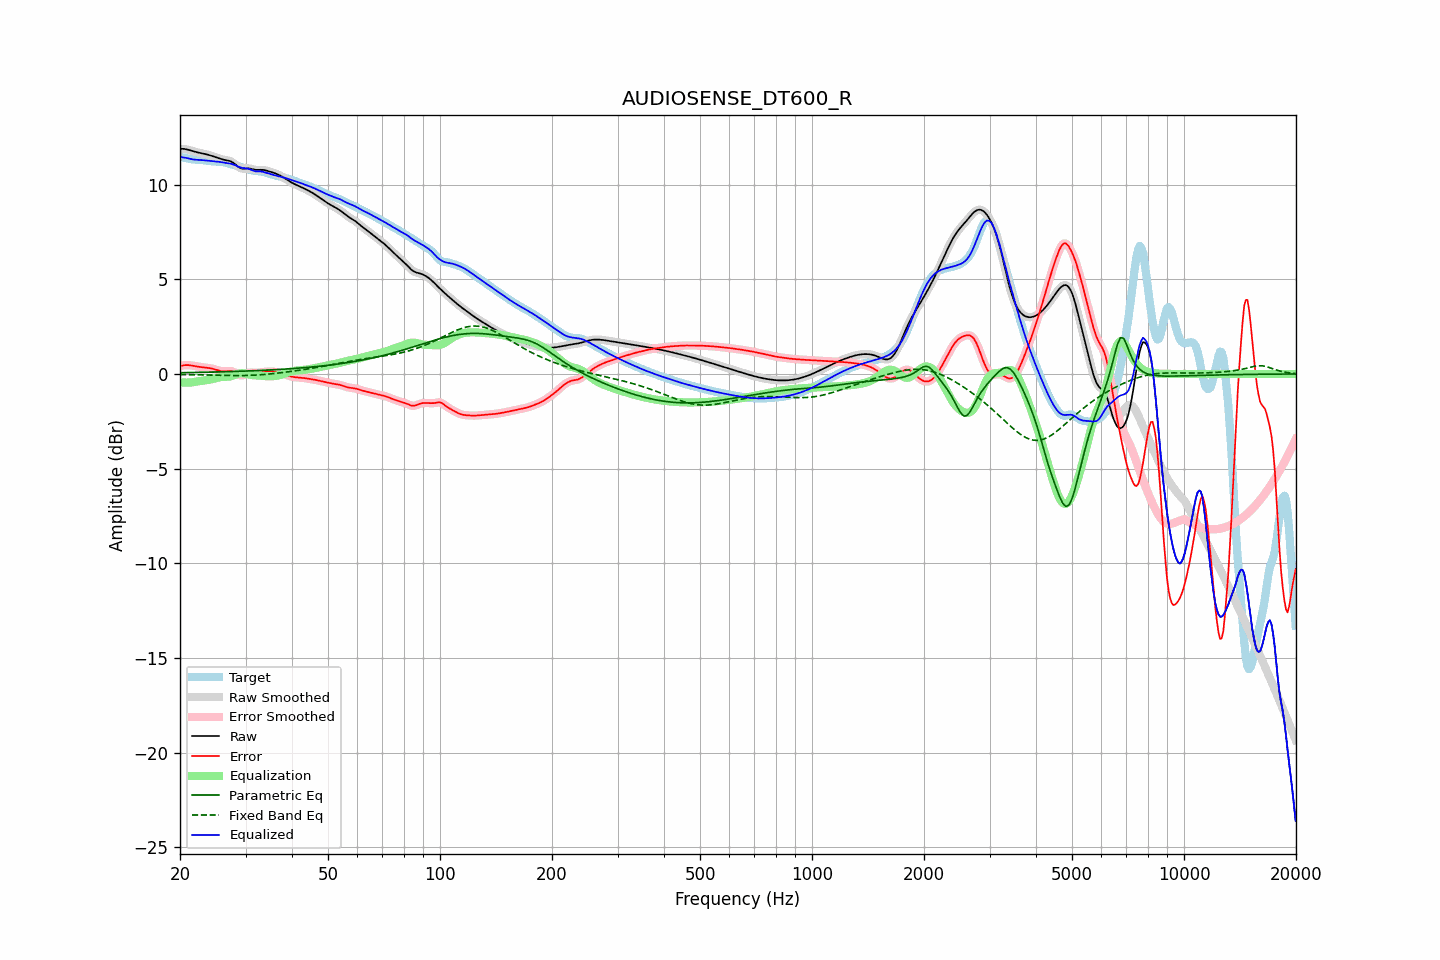 AUDIOSENSE_DT600_R
Amplitude (dBr)
10
5
0
−5
−10
−15
−20
−25
Target
Raw Smoothed
Error Smoothed
Raw
Error
Equalization
Parametric Eq
Fixed Band Eq
Equalized
20 50 100 200 500 1000 2000 5000 10000 20000
Frequency (Hz)